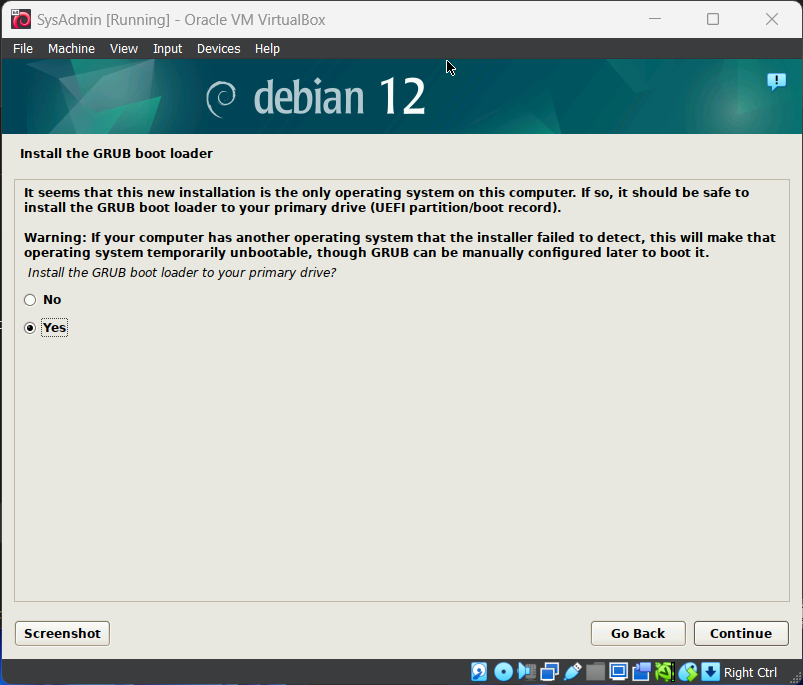 SysAdmin [Running] - Oracle VM VirtualBox
File Machine View Input Devices Help
debian 12
Install the GRUB boot loader
It seems that this new installation is the only operating system on this computer. If so, it should be safe to
install the GRUB boot loader to your primary drive (UEFI partition/boot record).
Warning: If your computer has another operating system that the installer failed to detect, this will make that
operating system temporarily unbootable, though GRUB can be manually configured later to boot it.
Install the GRUB boot loader to your primary drive?
No
Yes
Screenshot Go Back Continue
Right Ctrl